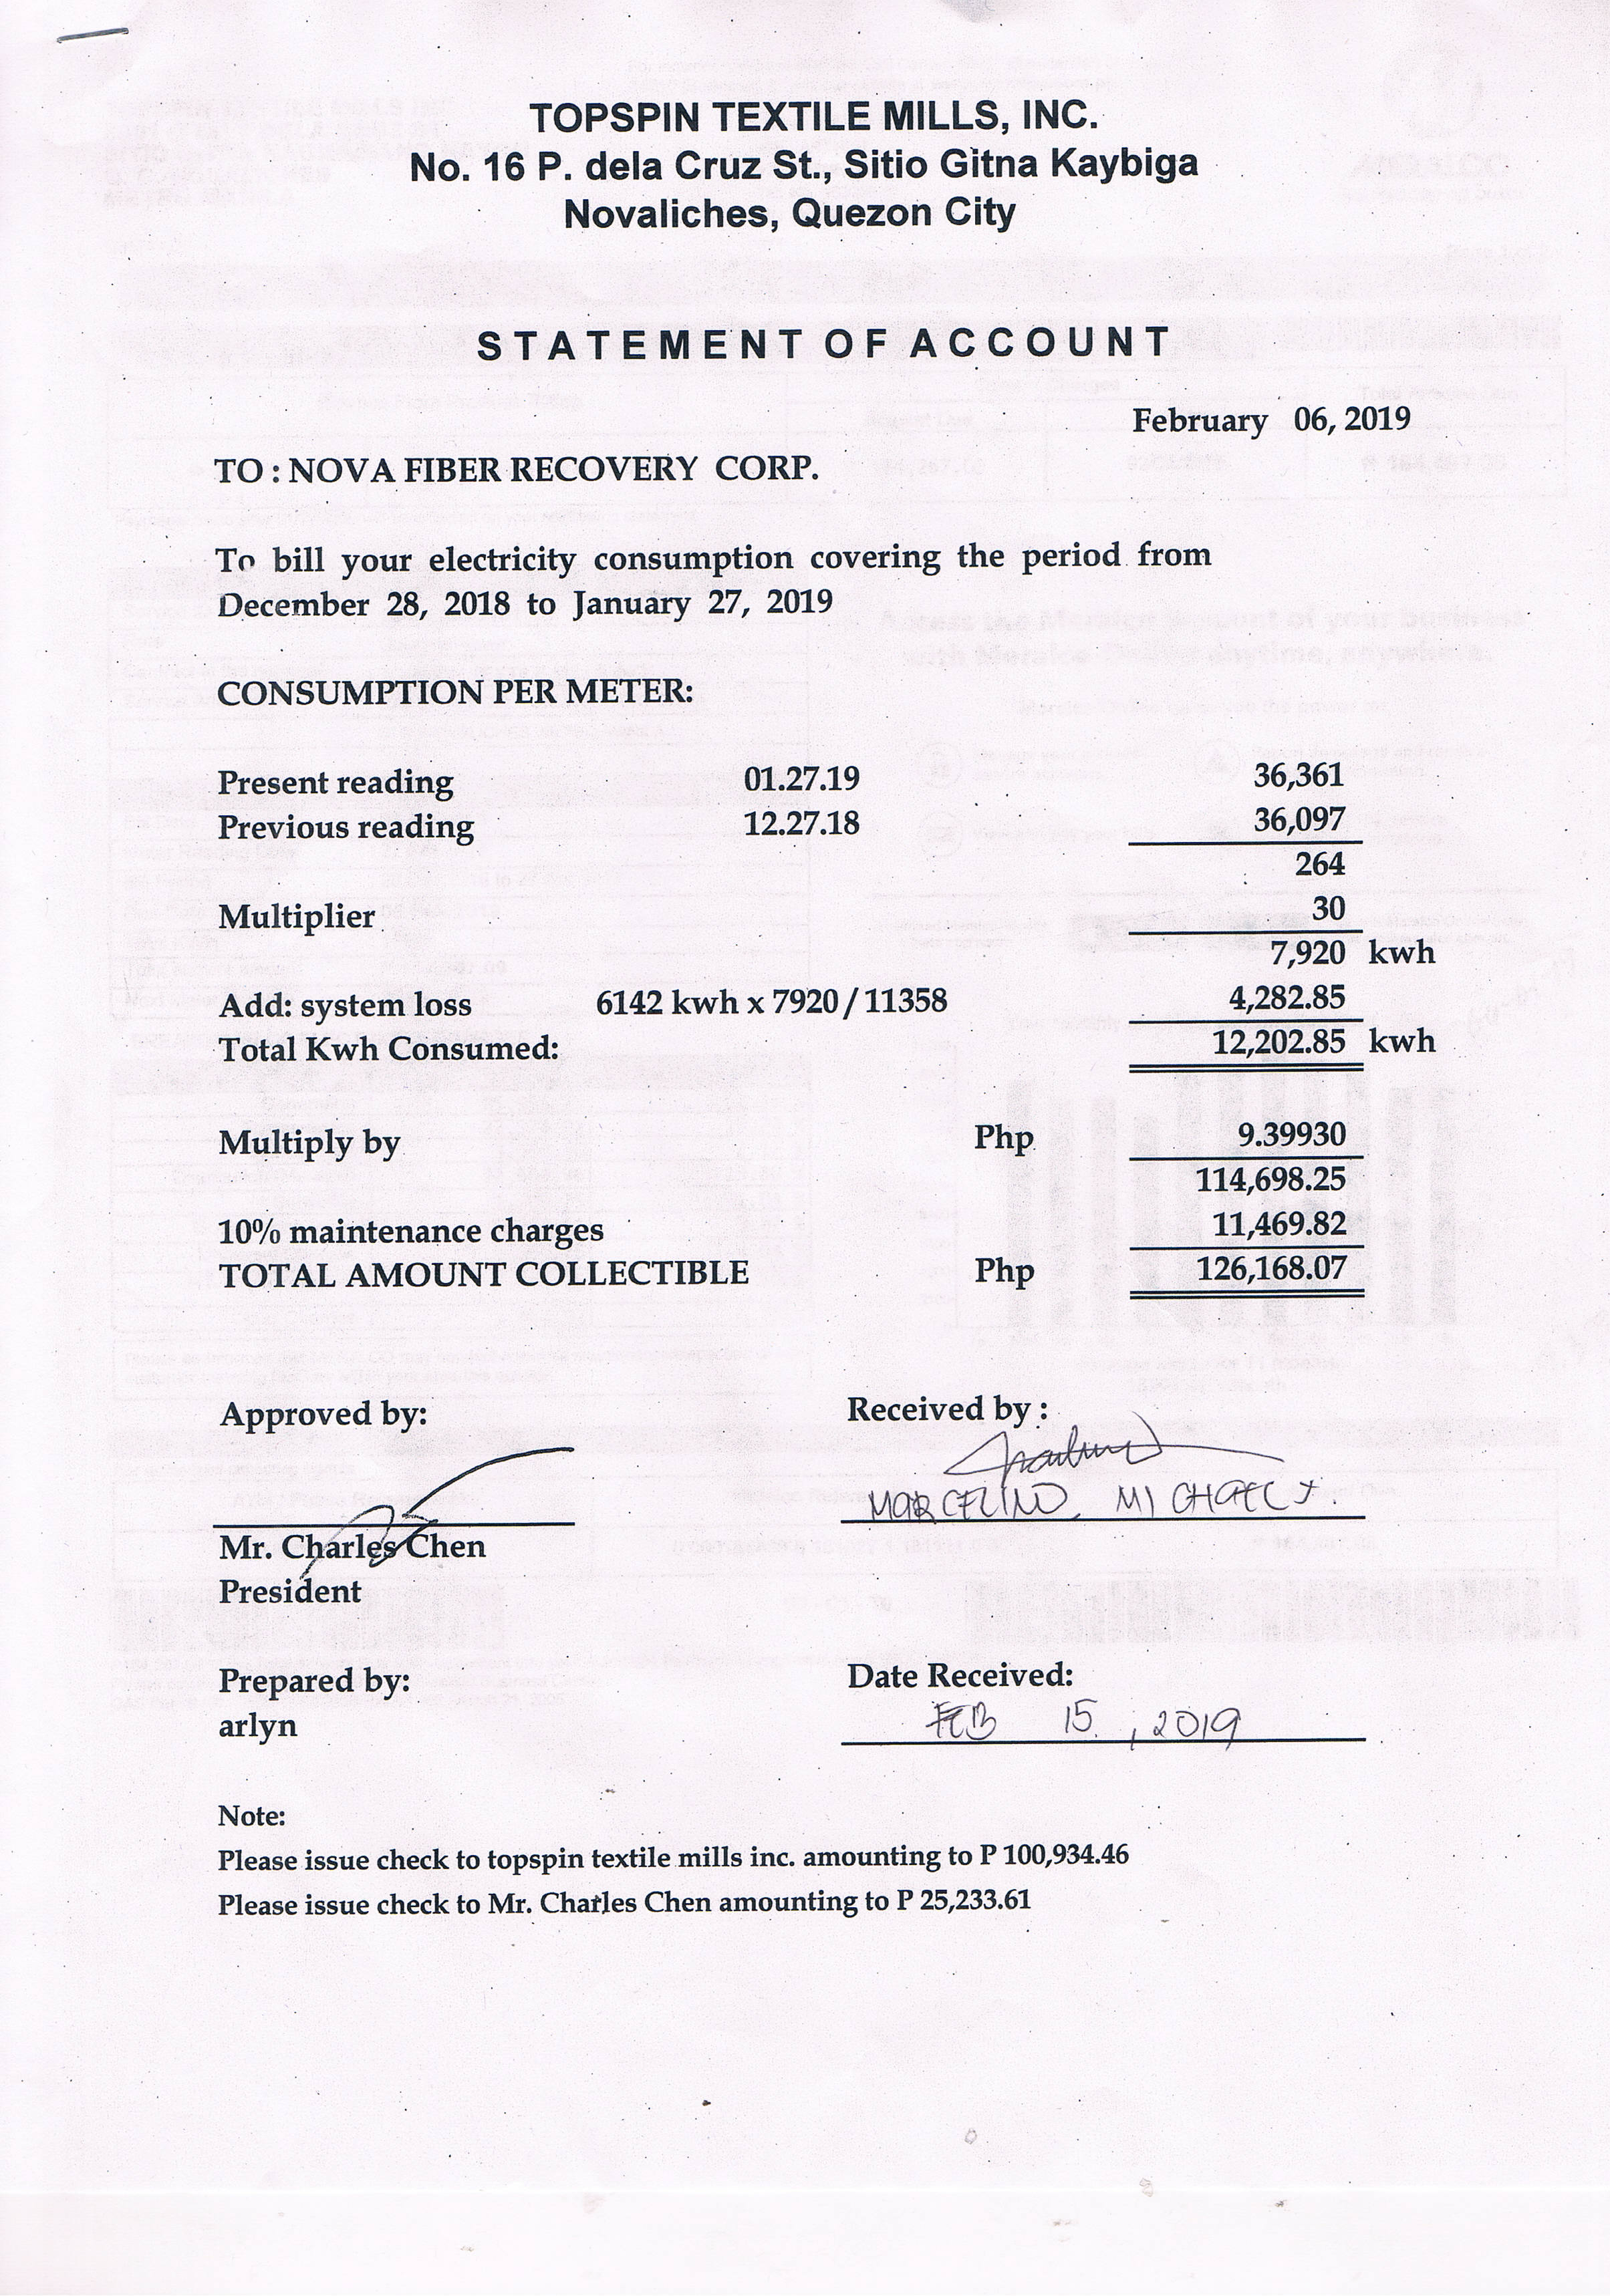 TOPSPIN TEXTILE MILLS, INC.
No. 16 P. dela Cruz St., Sitio Gitna Kaybiga
Novaliches, Quezon City
STATEMENT OF ACCOUNT
February 06, 2019
TO : NOVA FIBER RECOVERY CORP.
To bill your electricity consumption covering the period from
December 28, 2018 to January 27, 2019
CONSUMPTION PER METER:
Present reading 01.27.19 36,361
Previous reading 12.27.18 36,097
264
Multiplier 30
7,920 kwh
Add: system loss 6142 kwh x 7920 / 11358 4,282.85
Total Kwh Consumed: 12,202.85 kwh
Multiply by Php 9.39930
114,698.25
10% maintenance charges 11,469.82
TOTAL AMOUNT COLLECTIBLE Php 126,168.07
Approved by: Received by :
MARCELINO, MICHAEL J.
Mr. Charles Chen
President
Prepared by: Date Received:
arlyn FEB 15, 2019
Note:
Please issue check to topspin textile mills inc. amounting to P 100,934.46
Please issue check to Mr. Charles Chen amounting to P 25,233.61